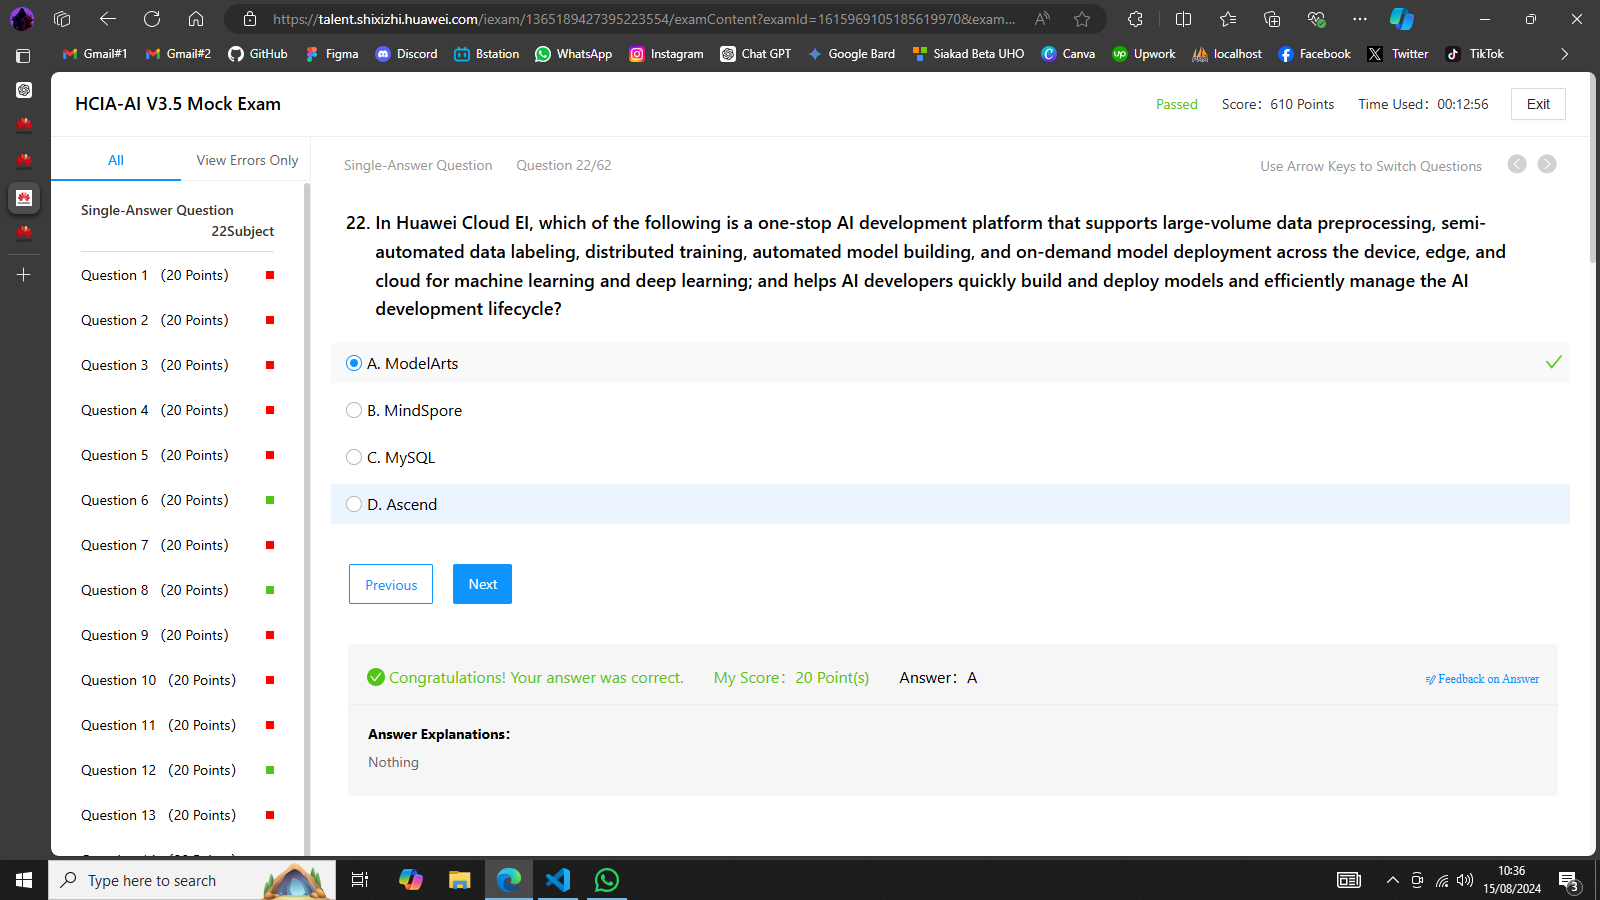 https://talent.shixizhi.huawei.com/iexam/1365189427395223554/examContent?examId=1615969105185619970&exam...
Gmail#1 Gmail#2 GitHub Figma Discord Bstation WhatsApp Instagram Chat GPT Google Bard Siakad Beta UHO Canva Upwork localhost Facebook Twitter TikTok
HCIA-AI V3.5 Mock Exam
Passed Score： 610 Points Time Used： 00:12:56 Exit
All View Errors Only
Single-Answer Question Question 22/62 Use Arrow Keys to Switch Questions
Single-Answer Question
22Subject
Question 1 （20 Points）
Question 2 （20 Points）
Question 3 （20 Points）
Question 4 （20 Points）
Question 5 （20 Points）
Question 6 （20 Points）
Question 7 （20 Points）
Question 8 （20 Points）
Question 9 （20 Points）
Question 10 （20 Points）
Question 11 （20 Points）
Question 12 （20 Points）
Question 13 （20 Points）
22. In Huawei Cloud EI, which of the following is a one-stop AI development platform that supports large-volume data preprocessing, semi-
automated data labeling, distributed training, automated model building, and on-demand model deployment across the device, edge, and
cloud for machine learning and deep learning; and helps AI developers quickly build and deploy models and efficiently manage the AI
development lifecycle?
A. ModelArts
B. MindSpore
C. MySQL
D. Ascend
Previous Next
Congratulations! Your answer was correct. My Score： 20 Point(s) Answer： A Feedback on Answer
Answer Explanations：
Nothing
Type here to search
10:36
15/08/2024
3